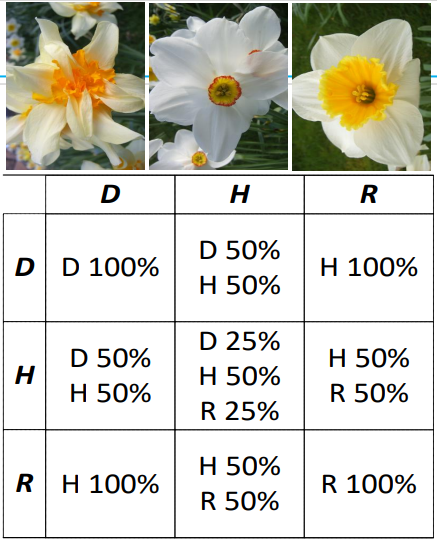 D H R
D D 100% D 50% H 100%
H 50%
H D 50% D 25% H 50%
H 50% H 50% R 50%
R 25%
R H 100% H 50% R 100%
R 50%